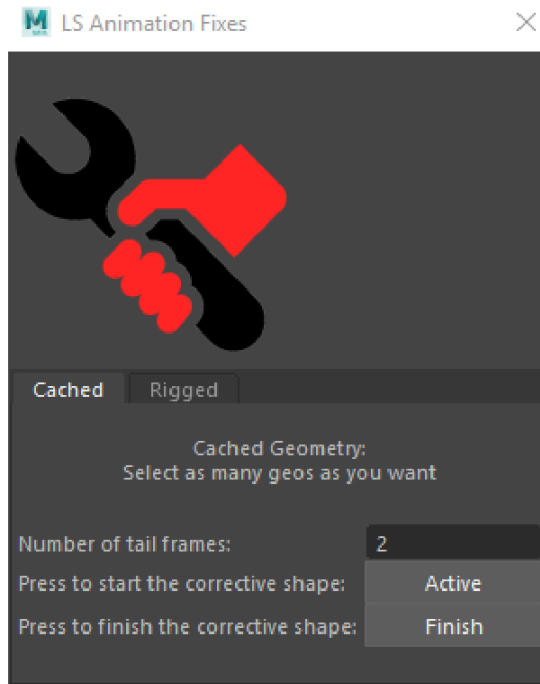 LS Animation Fixes
Cached Rigged
Cached Geometry:
Select as many geos as you want
Number of tail frames: 2
Press to start the corrective shape: Active
Press to finish the corrective shape: Finish